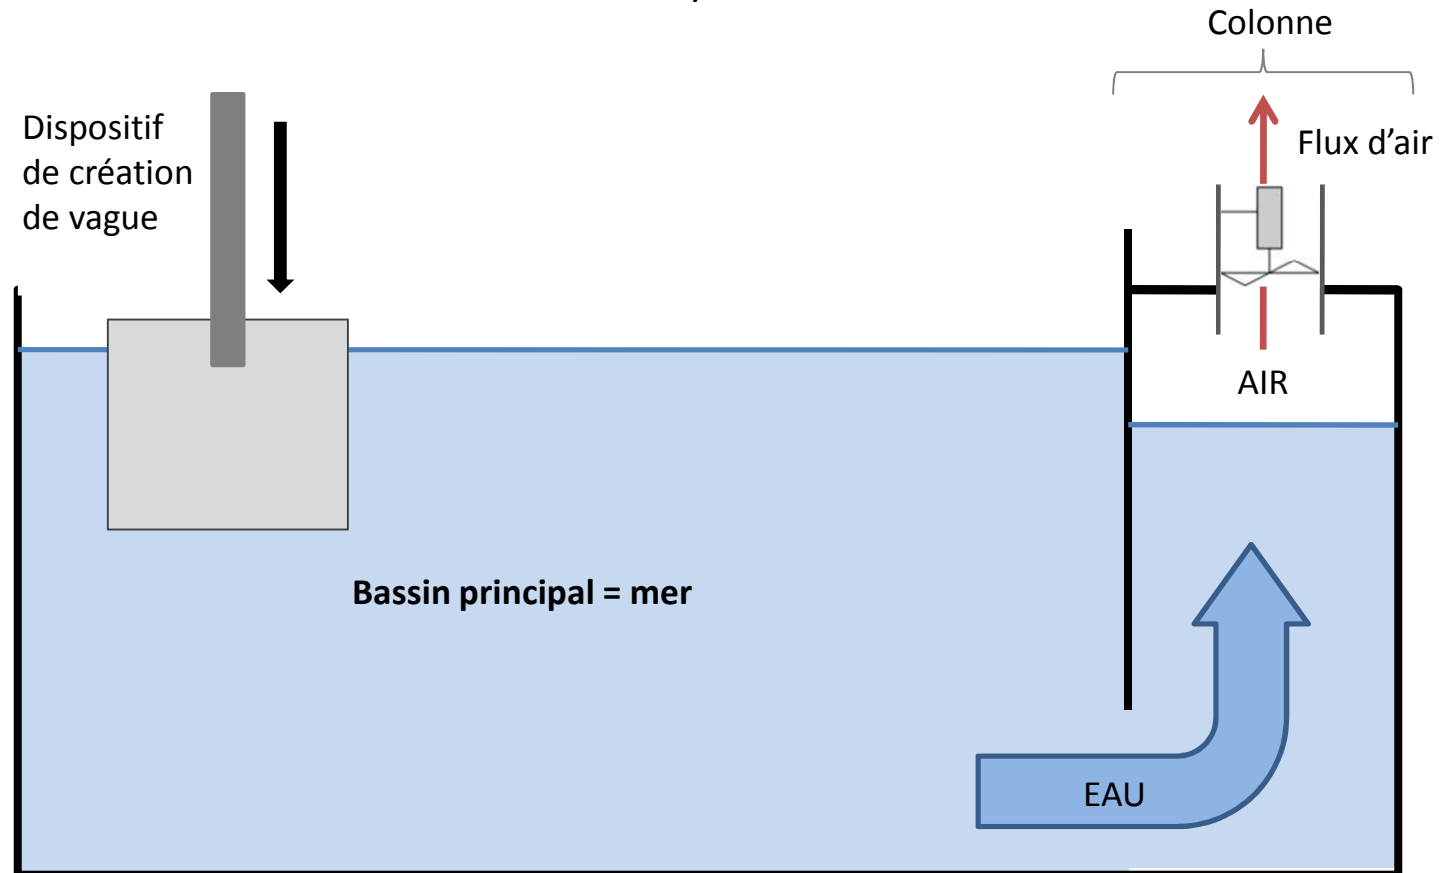 Colonne
Dispositif
de création
de vague
Flux d’air
AIR
Bassin principal = mer
EAU